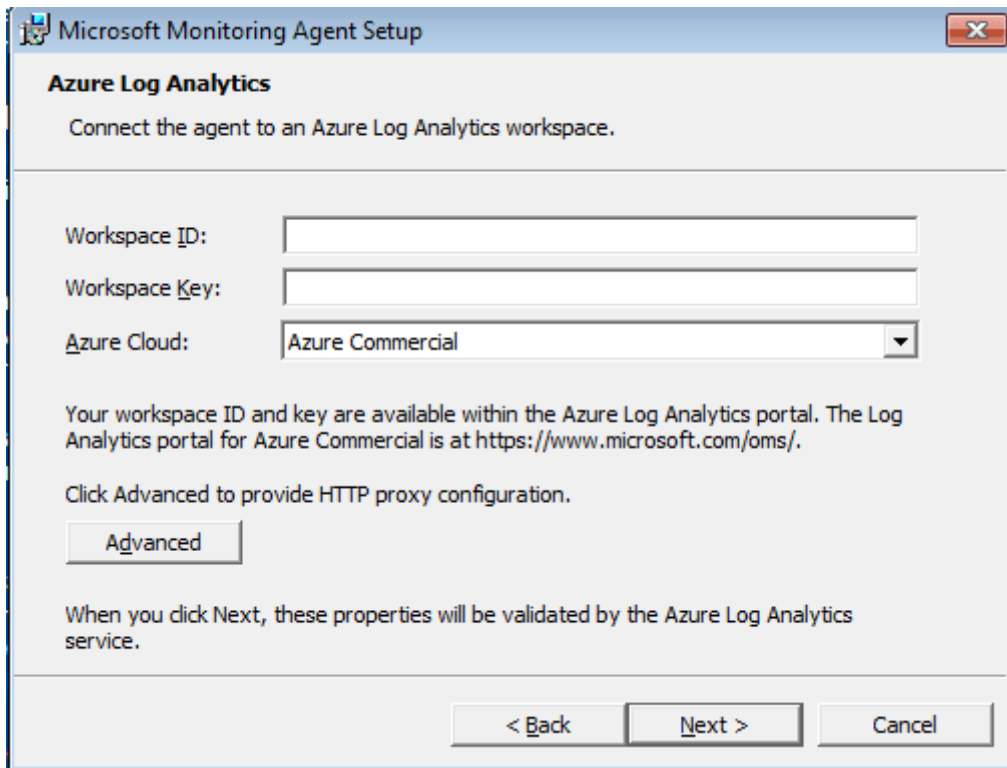 Microsoft Monitoring Agent Setup
Azure Log Analytics
Connect the agent to an Azure Log Analytics workspace.
Workspace ID:
Workspace Key:
Azure Cloud: Azure Commercial
Your workspace ID and key are available within the Azure Log Analytics portal. The Log
Analytics portal for Azure Commercial is at https://www.microsoft.com/oms/.
Click Advanced to provide HTTP proxy configuration.
Advanced
When you click Next, these properties will be validated by the Azure Log Analytics
service.
< Back Next > Cancel